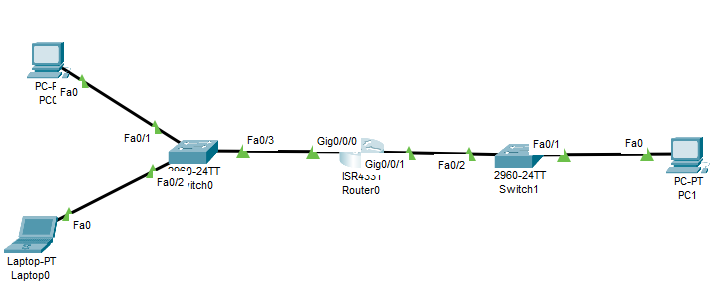 PC-P
PC0
Fa0
Fa0/1
Fa0/3
Gig0/0/0
Fa0/1
Fa0
2960-24TT
Switch0
Fa0/2
ISR4331
Router0
Gig0/0/1
Fa0/2
2960-24TT
Switch1
PC-PT
PC1
Fa0
Laptop-PT
Laptop0